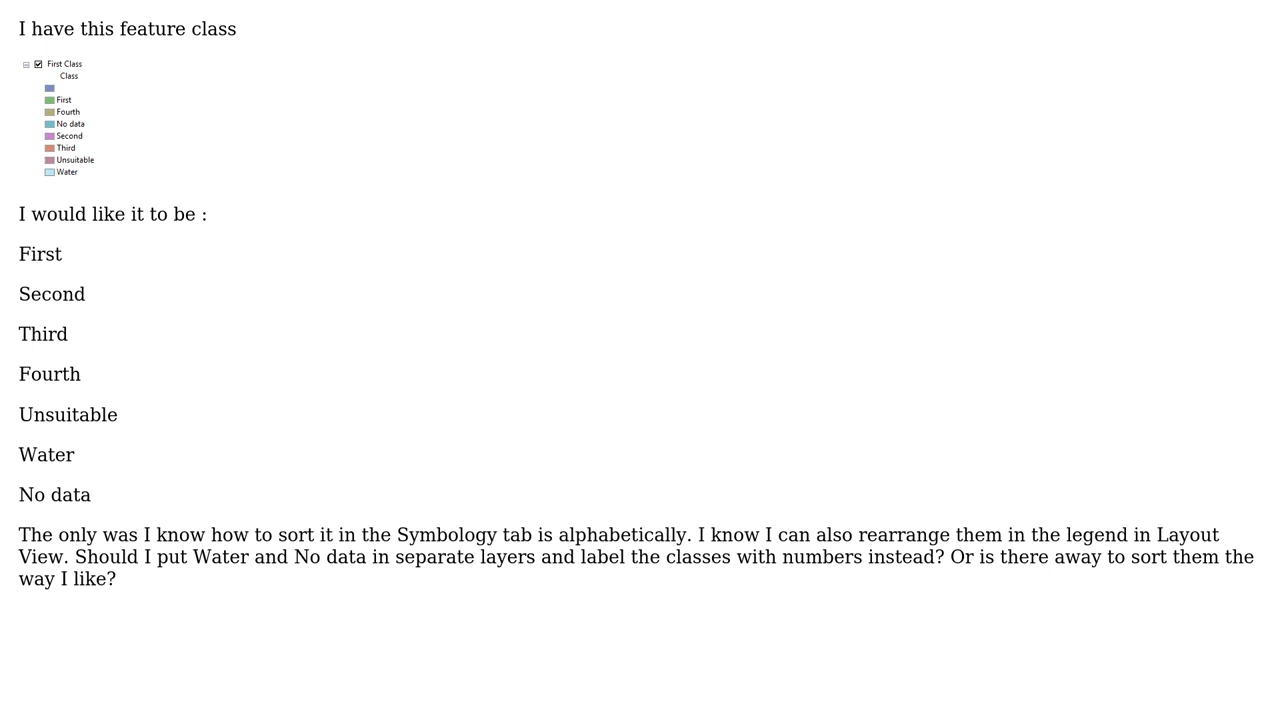 I have this feature class
First Class
Class
First
Fourth
No data
Second
Third
Unsuitable
Water
I would like it to be :
First
Second
Third
Fourth
Unsuitable
Water
No data
The only was I know how to sort it in the Symbology tab is alphabetically. I know I can also rearrange them in the legend in Layout
View. Should I put Water and No data in separate layers and label the classes with numbers instead? Or is there away to sort them the
way I like?